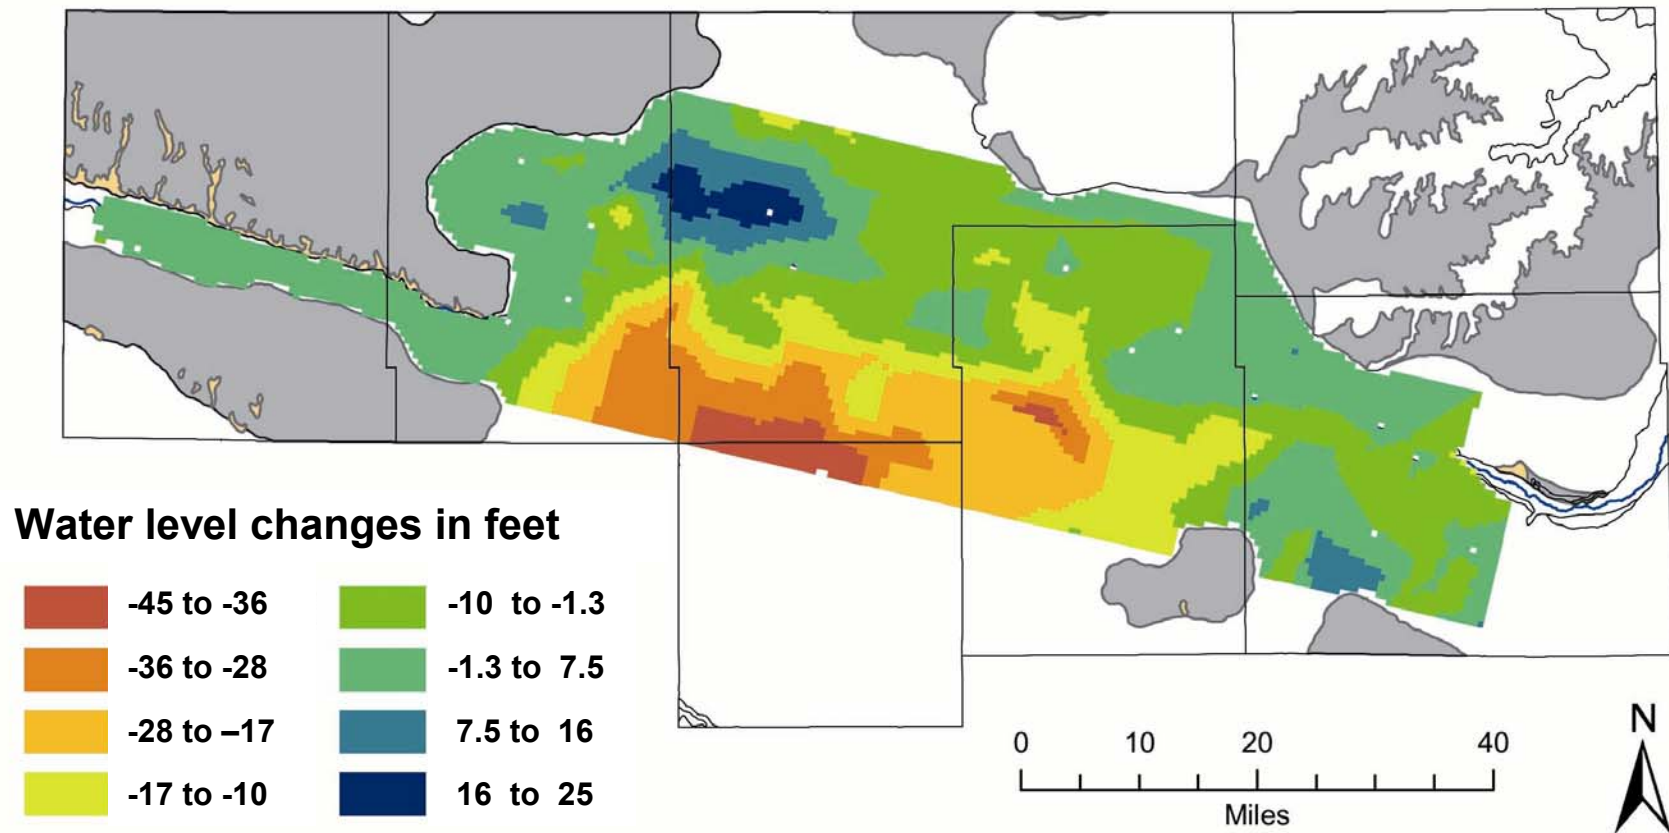 Water level changes in feet
-45 to -36
-10 to -1.3
-36 to -28
-1.3 to 7.5
-28 to –17
7.5 to 16
-17 to -10
16 to 25
0 10 20 40
Miles
N